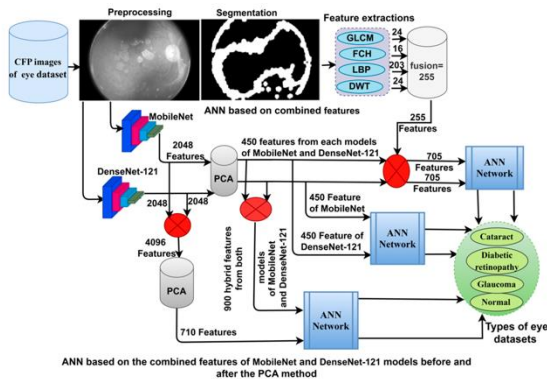 Preprocessing
Segmentation
Feature extractions
CFP images
of eye dataset
GLCM
24
FCH
16
LBP
203
DWT
24
fusion=
255
ANN based on combined features
MobileNet
2048
Features
450 features from each models
of MobileNet and DenseNet-121
255
Features
705
Features
705
Features
ANN
Network
DenseNet-121
PCA
2048
2048
4096
Features
PCA
900 hybrid features
from both
models
of MobileNet
and DenseNet-121
450 Feature
of MobileNet
450 Feature of
DenseNet-121
ANN
Network
Cataract
Diabetic
retinopathy
Glaucoma
Normal
710 Features
ANN
Network
Types of eye
datasets
ANN based on the combined features of MobileNet and DenseNet-121 models before and
after the PCA method